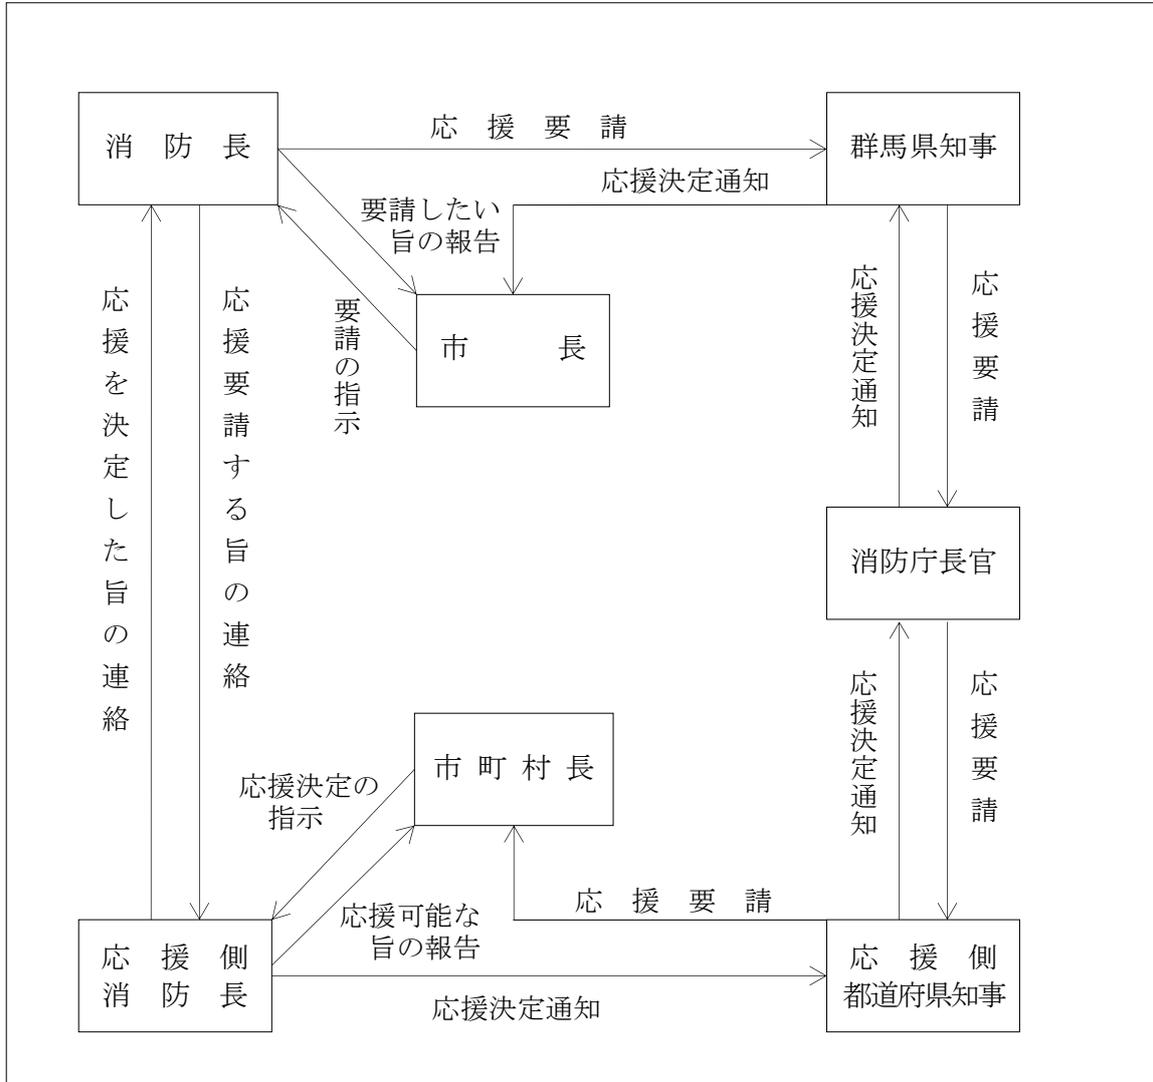 消防長
応援要請
群馬県知事
応援決定通知
要請したい
旨の報告
要請の指示
市長
応援を決定した旨の連絡
応援要請する旨の連絡
応援決定通知
応援要請
消防庁長官
応援決定通知
応援要請
市町村長
応援決定の
指示
応援可能な
旨の報告
応援要請
応援側
消防長
応援決定通知
応援側
都道府県知事